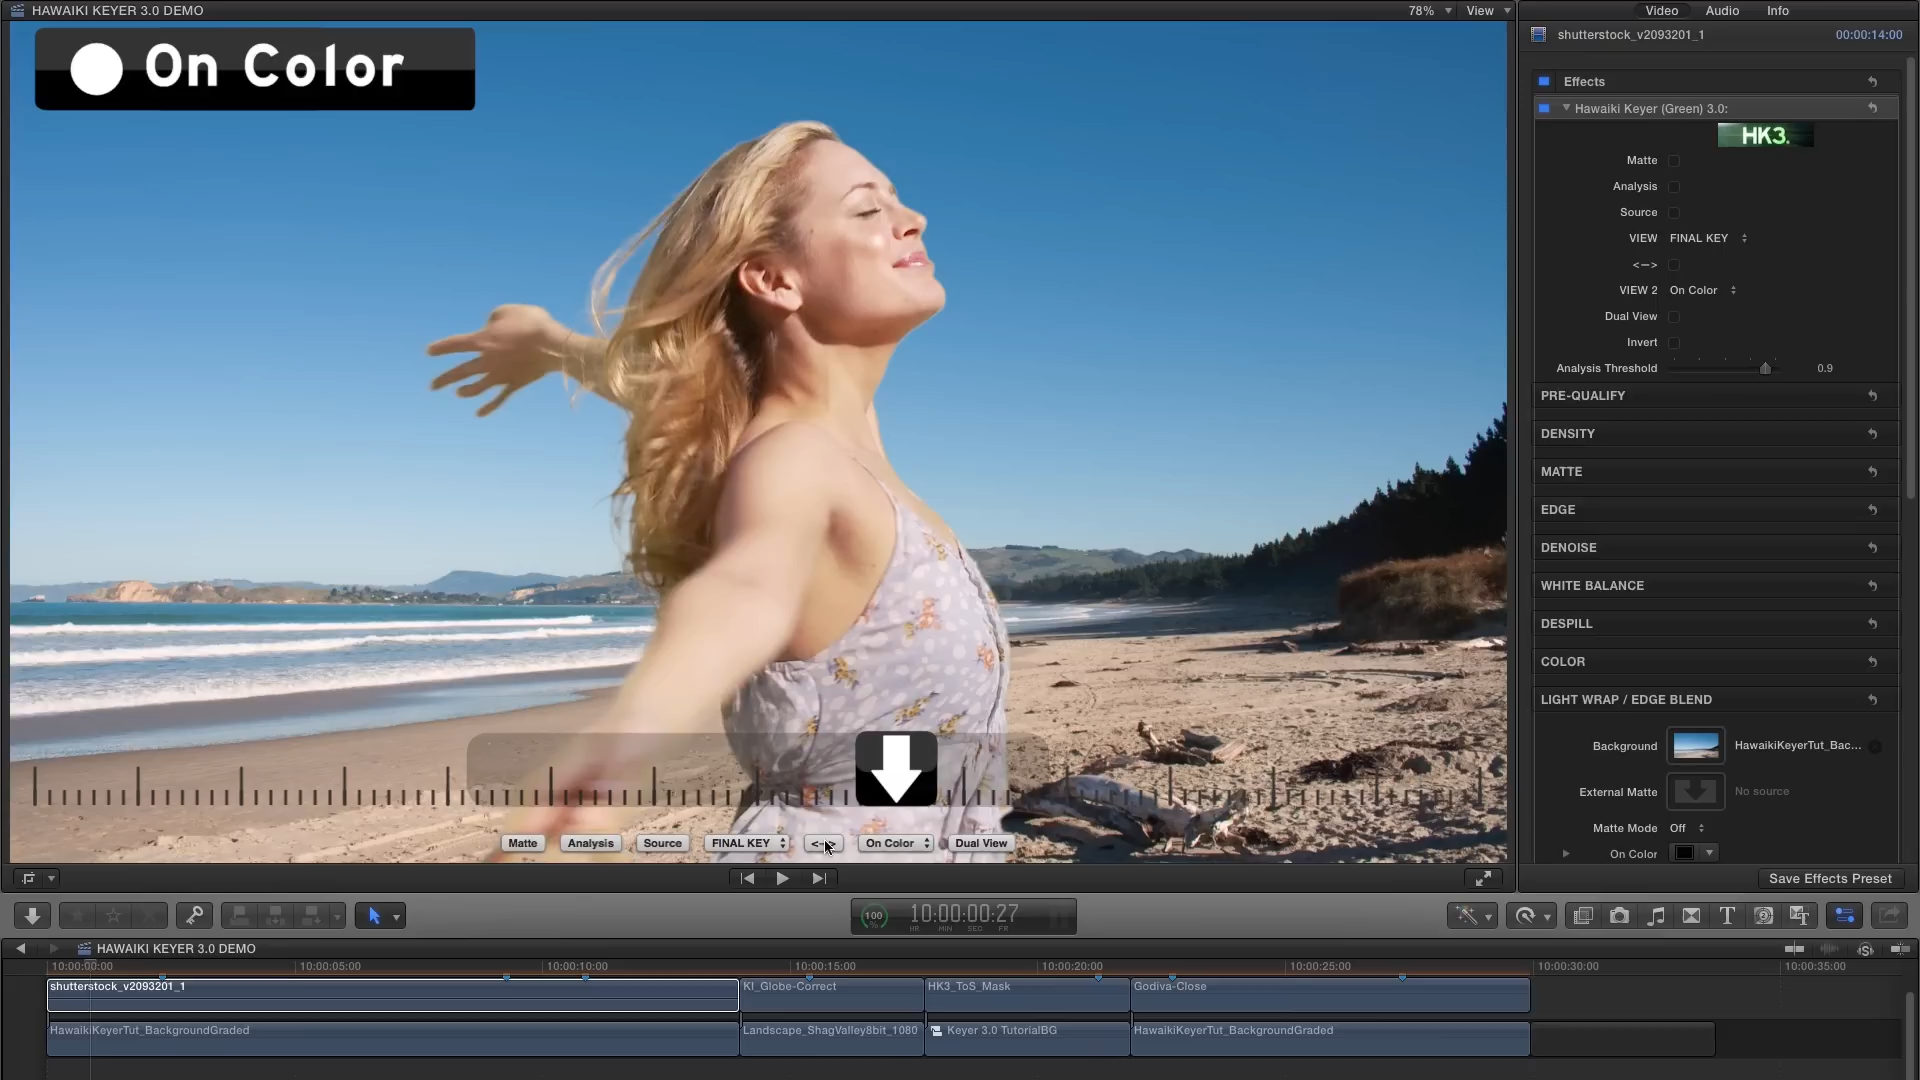 HAWAIKI KEYER 3.0 DEMO
78%
View
On Color
Matte
Analysis
Source
FINAL KEY
<-->
On Color
Dual View
Video
Audio
Info
shutterstock_v2093201_1
00:00:14:00
Effects
Hawaiki Keyer (Green) 3.0:
HK3.
Matte
Analysis
Source
VIEW FINAL KEY
<-->
VIEW 2 On Color
Dual View
Invert
Analysis Threshold 0.9
PRE-QUALIFY
DENSITY
MATTE
EDGE
DENOISE
WHITE BALANCE
DESPILL
COLOR
LIGHT WRAP / EDGE BLEND
Background HawaikiKeyerTut_Bac...
External Matte No source
Matte Mode Off
On Color
Save Effects Preset
100
%
10:00:00:27
HR MIN SEC FR
HAWAIKI KEYER 3.0 DEMO
10:00:00:00
10:00:05:00
10:00:10:00
10:00:15:00
10:00:20:00
10:00:25:00
10:00:30:00
10:00:35:00
shutterstock_v2093201_1
KI_Globe-Correct
HK3_ToS_Mask
Godiva-Close
HawaikiKeyerTut_BackgroundGraded
Landscape_ShagValley8bit_1080
Keyer 3.0 TutorialBG
HawaikiKeyerTut_BackgroundGraded